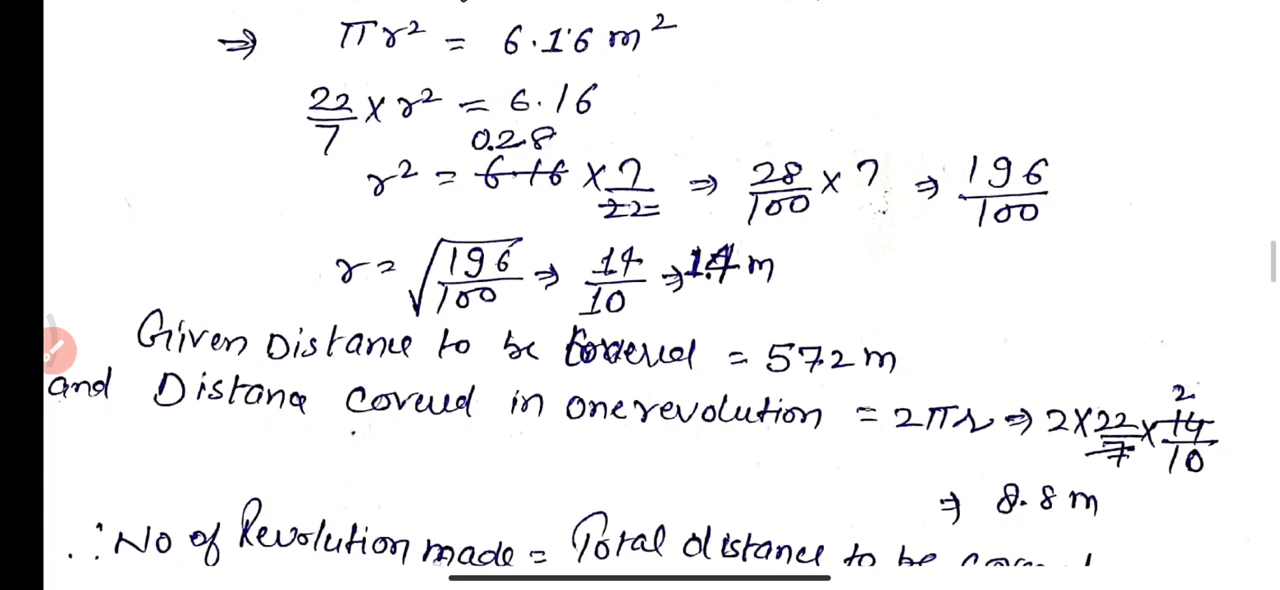 ⇒ πr² = 6.16 m²
22/7 × r² = 6.16
0.28
r² = 6.16 × 7/22 ⇒ 28/100 × 7 ⇒ 196/100
r = √196/100 ⇒ 14/10 ⇒ 1.4 m
Given Distance to be covered = 572 m
and Distance covered in one revolution = 2πr ⇒ 2 × 22/7 × 14/10
2
⇒ 8.8 m
∴ No of Revolution made = Total distance to be